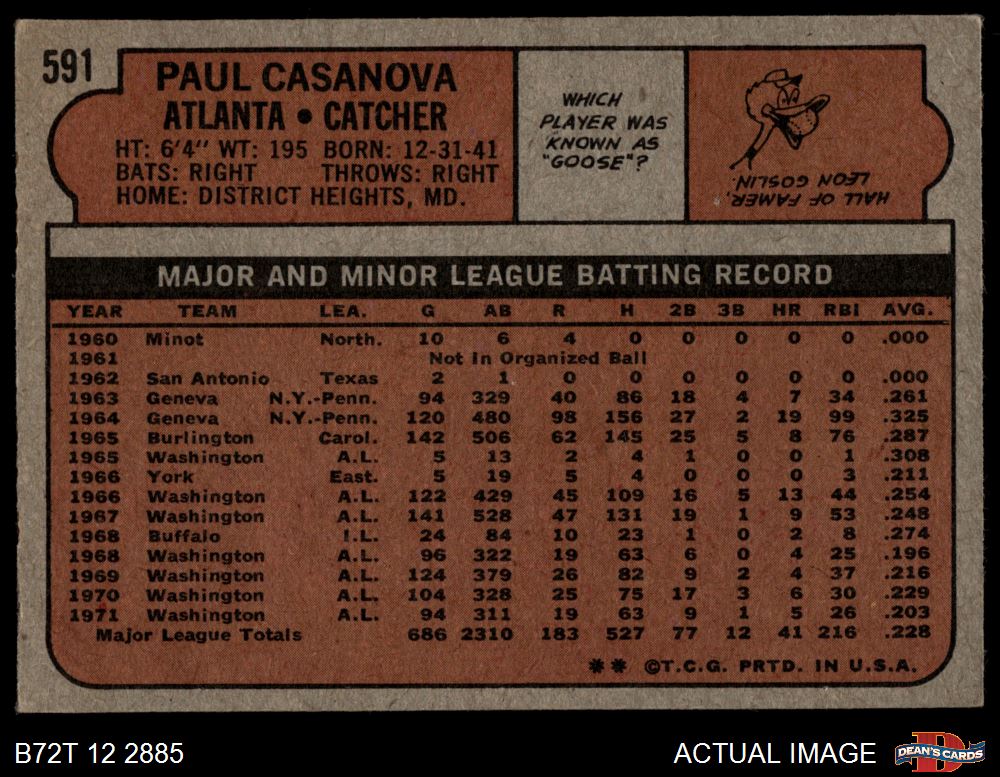 591
PAUL CASANOVA
ATLANTA • CATCHER
HT: 6'4" WT: 195 BORN: 12-31-41
BATS: RIGHT THROWS: RIGHT
HOME: DISTRICT HEIGHTS, MD.
WHICH
PLAYER WAS
KNOWN AS
"GOOSE"?
HALL OF FAMER,
LEON GOSLIN.
MAJOR AND MINOR LEAGUE BATTING RECORD
YEAR TEAM LEA. G AB R H 2B 3B HR RBI AVG.
1960 Minot North. 10 6 4 0 0 0 0 0 .000
1961 Not in Organized Ball
1962 San Antonio Texas 2 1 0 0 0 0 0 0 .000
1963 Geneva N.Y.-Penn. 94 329 40 86 18 4 7 34 .261
1964 Geneva N.Y.-Penn. 120 480 98 156 27 2 19 99 .325
1965 Burlington Carol. 142 506 62 145 25 5 8 76 .287
1965 Washington A.L. 5 13 2 4 1 0 0 1 .308
1966 York East. 5 19 5 4 0 0 0 3 .211
1966 Washington A.L. 122 429 45 109 16 5 13 44 .254
1967 Washington A.L. 141 528 47 131 19 1 9 53 .248
1968 Buffalo I.L. 24 84 10 23 1 0 2 8 .274
1968 Washington A.L. 96 322 19 63 6 0 4 25 .196
1969 Washington A.L. 124 379 26 82 9 2 4 37 .216
1970 Washington A.L. 104 328 25 75 17 3 6 30 .229
1971 Washington A.L. 94 311 19 63 9 1 5 26 .203
Major League Totals 686 2310 183 527 77 12 41 216 .228
** ©T.C.G. PRTD. IN U.S.A.
B72T 12 2885
ACTUAL IMAGE
D
DEAN'S CARDS